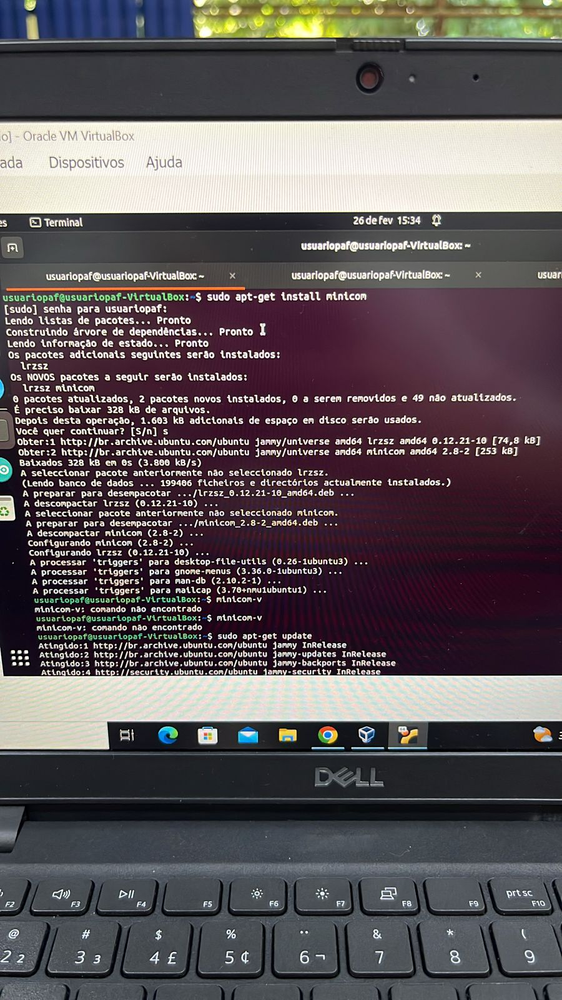 do] - Oracle VM VirtualBox
ada Dispositivos Ajuda
es Terminal 26 de fev 15:34
usuariopaf@usuariopaf-VirtualBox: ~
usuariopaf@usuariopaf-VirtualBox: ~ × usuariopaf@usuariopaf-VirtualBox: ~ × usuar
usuariopaf@usuariopaf-VirtualBox:~$ sudo apt-get install minicom
[sudo] senha para usuariopaf:
Lendo listas de pacotes... Pronto
Construindo árvore de dependências... Pronto
Lendo informação de estado... Pronto
Os pacotes adicionais seguintes serão instalados:
lrzsz
Os NOVOS pacotes a seguir serão instalados:
lrzsz minicom
0 pacotes atualizados, 2 pacotes novos instalados, 0 a serem removidos e 49 não atualizados.
É preciso baixar 328 kB de arquivos.
Depois desta operação, 1.603 kB adicionais de espaço em disco serão usados.
Você quer continuar? [S/n] s
Obter:1 http://br.archive.ubuntu.com/ubuntu jammy/universe amd64 lrzsz amd64 0.12.21-10 [74,8 kB]
Obter:2 http://br.archive.ubuntu.com/ubuntu jammy/universe amd64 minicom amd64 2.8-2 [253 kB]
Baixados 328 kB em 0s (3.800 kB/s)
A seleccionar pacote anteriormente não seleccionado lrzsz.
(Lendo banco de dados ... 199406 ficheiros e directórios actualmente instalados.)
A preparar para desempacotar .../lrzsz_0.12.21-10_amd64.deb ...
A descompactar lrzsz (0.12.21-10) ...
A seleccionar pacote anteriormente não seleccionado minicom.
A preparar para desempacotar .../minicom_2.8-2_amd64.deb ...
A descompactar minicom (2.8-2) ...
Configurando minicom (2.8-2) ...
Configurando lrzsz (0.12.21-10) ...
A processar 'triggers' para desktop-file-utils (0.26-1ubuntu3) ...
A processar 'triggers' para gnome-menus (3.36.0-1ubuntu3) ...
A processar 'triggers' para man-db (2.10.2-1) ...
A processar 'triggers' para mailcap (3.70+nmu1ubuntu1) ...
usuariopaf@usuariopaf-VirtualBox:~$ minicom-v
minicom-v: comando não encontrado
usuariopaf@usuariopaf-VirtualBox:~$ minicom-v
minicom-v: comando não encontrado
usuariopaf@usuariopaf-VirtualBox:~$ sudo apt-get update
Atingido:1 http://br.archive.ubuntu.com/ubuntu jammy InRelease
Atingido:2 http://br.archive.ubuntu.com/ubuntu jammy-updates InRelease
Atingido:3 http://br.archive.ubuntu.com/ubuntu jammy-backports InRelease
Atingido:4 http://security.ubuntu.com/ubuntu jammy-security InRelease
64
3
DELL
F2 F3 F4 F5 F6 F7 F8 F9 prt sc F10
@ # $ % ¨ & * (
2 2 3 3 4 £ 5 ¢ 6 ¬ 7 8 9